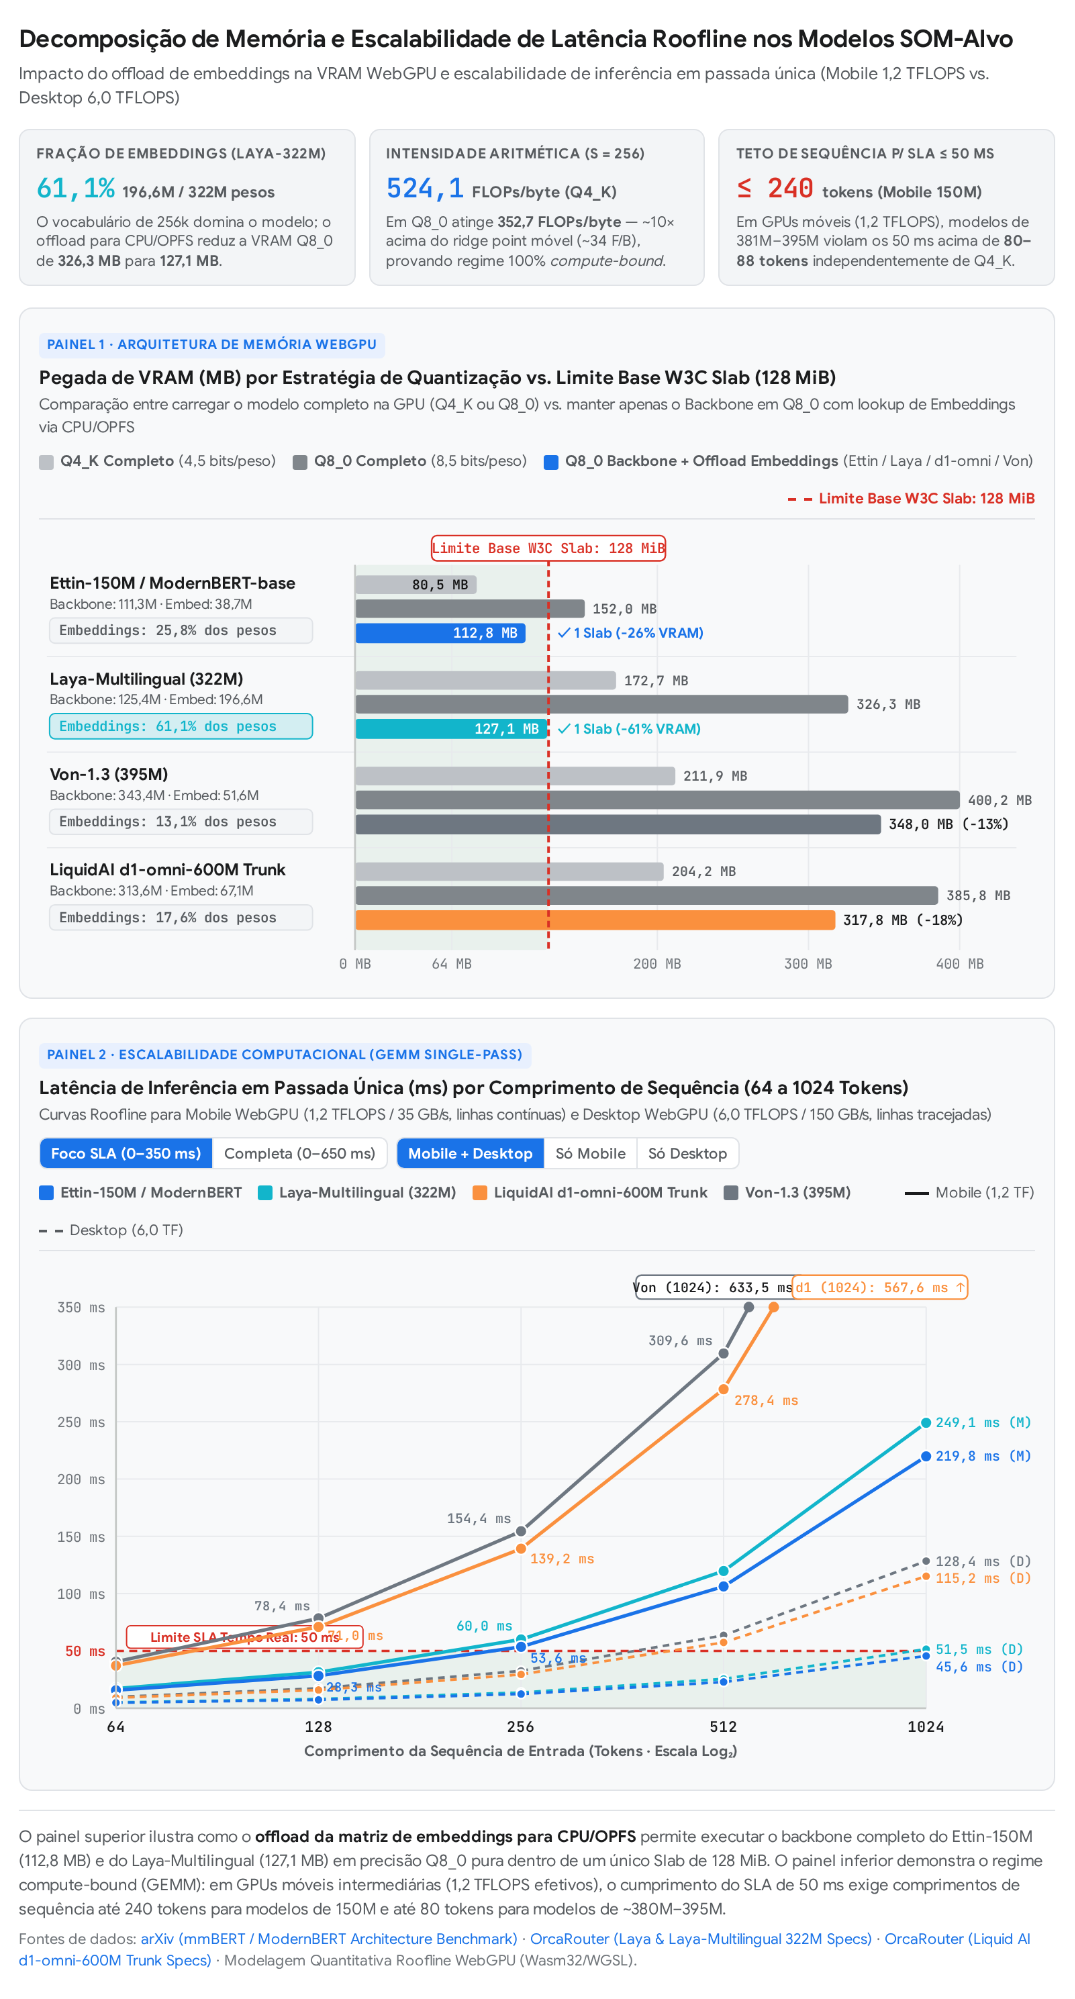 Decomposição de Memória e Escalabilidade de Latência Roofline nos Modelos SOM-Alvo
Impacto do offload de embeddings na VRAM WebGPU e escalabilidade de inferência em passada única (Mobile 1,2 TFLOPS vs.
Desktop 6,0 TFLOPS)
FRAÇÃO DE EMBEDDINGS (LAYA-322M)
61,1% 196,6M / 322M pesos
O vocabulário de 256k domina o modelo; o
offload para CPU/OPFS reduz a VRAM Q8_0
de 326,3 MB para 127,1 MB.
INTENSIDADE ARITMÉTICA (S = 256)
524,1 FLOPs/byte (Q4_K)
Em Q8_0 atinge 352,7 FLOPs/byte — ~10×
acima do ridge point móvel (~34 F/B),
provando regime 100% compute-bound.
TETO DE SEQUÊNCIA P/ SLA ≤ 50 MS
≤ 240 tokens (Mobile 150M)
Em GPUs móveis (1,2 TFLOPS), modelos de
381M–395M violam os 50 ms acima de 80–
88 tokens independentemente de Q4_K.
PAINEL 1 · ARQUITETURA DE MEMÓRIA WEBGPU
Pegada de VRAM (MB) por Estratégia de Quantização vs. Limite Base W3C Slab (128 MiB)
Comparação entre carregar o modelo completo na GPU (Q4_K ou Q8_0) vs. manter apenas o Backbone em Q8_0 com lookup de Embeddings
via CPU/OPFS
Q4_K Completo (4,5 bits/peso)
Q8_0 Completo (8,5 bits/peso)
Q8_0 Backbone + Offload Embeddings (Ettin / Laya / d1-omni / Von)
Limite Base W3C Slab: 128 MiB
Limite Base W3C Slab: 128 MiB
Ettin-150M / ModernBERT-base
Backbone: 111,3M · Embed: 38,7M
Embeddings: 25,8% dos pesos
80,5 MB
152,0 MB
112,8 MB
✓ 1 Slab (-26% VRAM)
Laya-Multilingual (322M)
Backbone: 125,4M · Embed: 196,6M
Embeddings: 61,1% dos pesos
172,7 MB
326,3 MB
127,1 MB
✓ 1 Slab (-61% VRAM)
Von-1.3 (395M)
Backbone: 343,4M · Embed: 51,6M
Embeddings: 13,1% dos pesos
211,9 MB
400,2 MB
348,0 MB (-13%)
LiquidAI d1-omni-600M Trunk
Backbone: 313,6M · Embed: 67,1M
Embeddings: 17,6% dos pesos
204,2 MB
385,8 MB
317,8 MB (-18%)
0 MB
64 MB
200 MB
300 MB
400 MB
PAINEL 2 · ESCALABILIDADE COMPUTACIONAL (GEMM SINGLE-PASS)
Latência de Inferência em Passada Única (ms) por Comprimento de Sequência (64 a 1024 Tokens)
Curvas Roofline para Mobile WebGPU (1,2 TFLOPS / 35 GB/s, linhas contínuas) e Desktop WebGPU (6,0 TFLOPS / 150 GB/s, linhas tracejadas)
Foco SLA (0–350 ms)
Completa (0–650 ms)
Mobile + Desktop
Só Mobile
Só Desktop
Ettin-150M / ModernBERT
Laya-Multilingual (322M)
LiquidAI d1-omni-600M Trunk
Von-1.3 (395M)
Mobile (1,2 TF)
Desktop (6,0 TF)
Von (1024): 633,5 ms
d1 (1024): 567,6 ms ↑
350 ms
300 ms
250 ms
200 ms
150 ms
100 ms
50 ms
0 ms
309,6 ms
278,4 ms
249,1 ms (M)
219,8 ms (M)
154,4 ms
139,2 ms
128,4 ms (D)
115,2 ms (D)
78,4 ms
71,0 ms
Limite SLA Tempo Real: 50 ms
60,0 ms
53,6 ms
28,3 ms
51,5 ms (D)
45,6 ms (D)
64
128
256
512
1024
Comprimento da Sequência de Entrada (Tokens · Escala Log₂)
O painel superior ilustra como o offload da matriz de embeddings para CPU/OPFS permite executar o backbone completo do Ettin-150M
(112,8 MB) e do Laya-Multilingual (127,1 MB) em precisão Q8_0 pura dentro de um único Slab de 128 MiB. O painel inferior demonstra o regime
compute-bound (GEMM): em GPUs móveis intermediárias (1,2 TFLOPS efetivos), o cumprimento do SLA de 50 ms exige comprimentos de
sequência até 240 tokens para modelos de 150M e até 80 tokens para modelos de ~380M–395M.
Fontes de dados: arXiv (mmBERT / ModernBERT Architecture Benchmark) · OrcaRouter (Laya & Laya-Multilingual 322M Specs) · OrcaRouter (Liquid AI
d1-omni-600M Trunk Specs) · Modelagem Quantitativa Roofline WebGPU (Wasm32/WGSL).